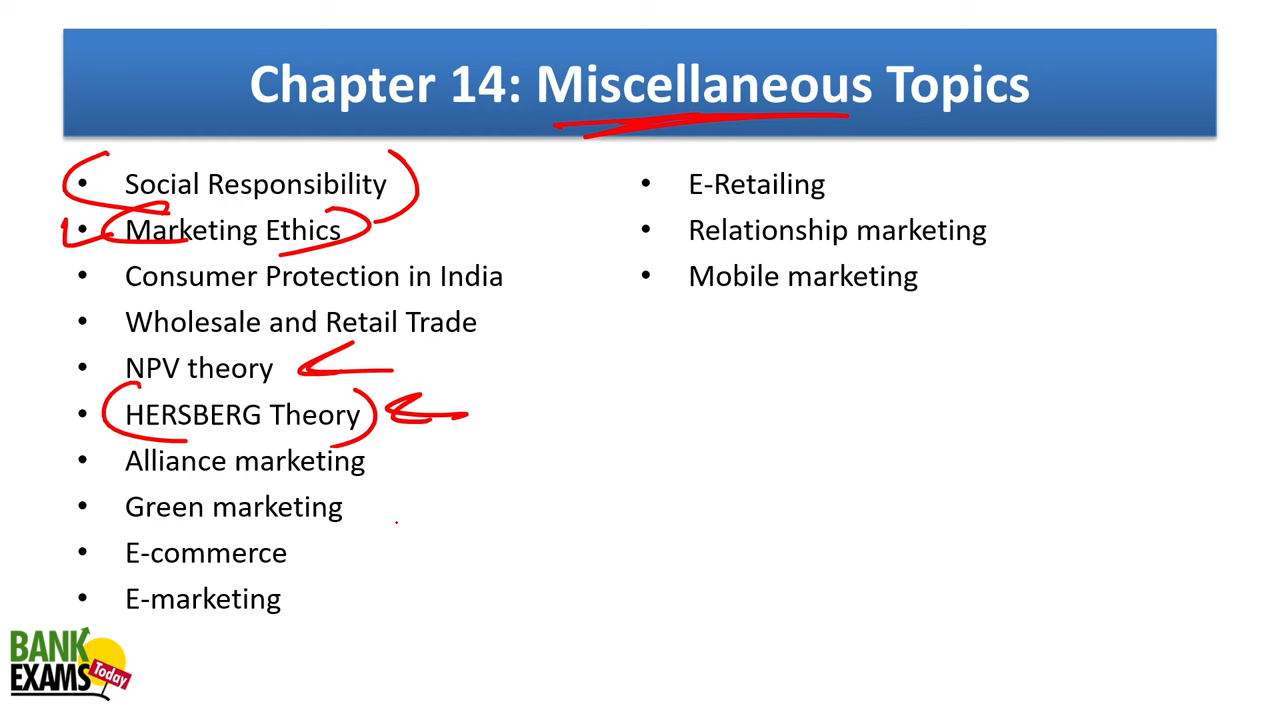 Chapter 14: Miscellaneous Topics
• Social Responsibility
• Marketing Ethics
• Consumer Protection in India
• Wholesale and Retail Trade
• NPV theory
• HERSBERG Theory
• Alliance marketing
• Green marketing
• E-commerce
• E-marketing
• E-Retailing
• Relationship marketing
• Mobile marketing
BANK
EXAMS
Today